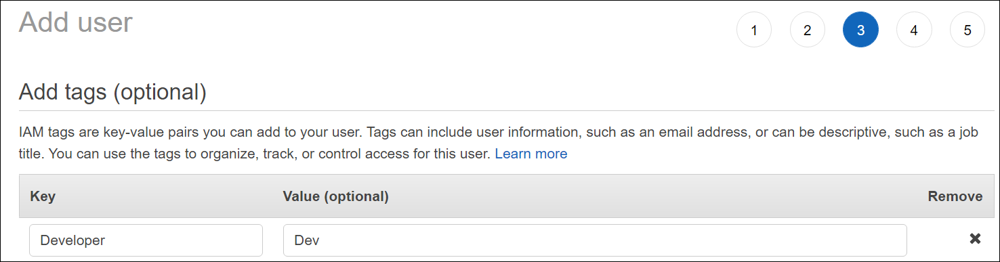 Add user
1 2 3 4 5
Add tags (optional)
IAM tags are key-value pairs you can add to your user. Tags can include user information, such as an email address, or can be descriptive, such as a job
title. You can use the tags to organize, track, or control access for this user. Learn more
Key Value (optional) Remove
Developer Dev